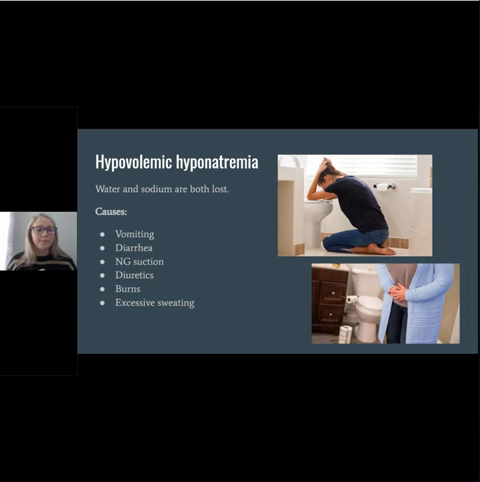 Hypovolemic hyponatremia
Water and sodium are both lost.
Causes:
● Vomiting
● Diarrhea
● NG suction
● Diuretics
● Burns
● Excessive sweating